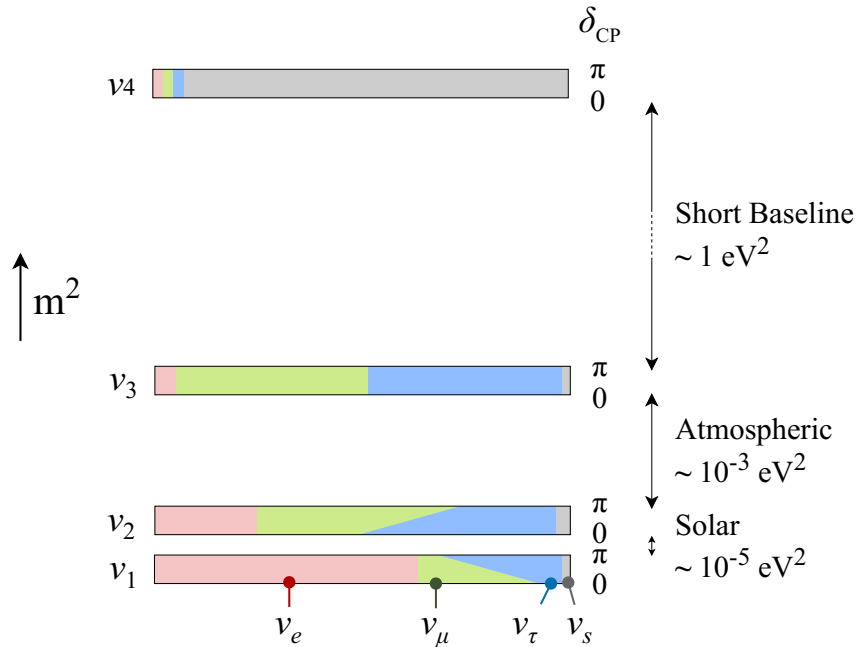 δCP
ν4
π
0
Short Baseline
~ 1 eV²
m²
ν3
π
0
Atmospheric
~ 10⁻³ eV²
ν2
π
0
Solar
~ 10⁻⁵ eV²
ν1
π
0
νe νμ ντ νs